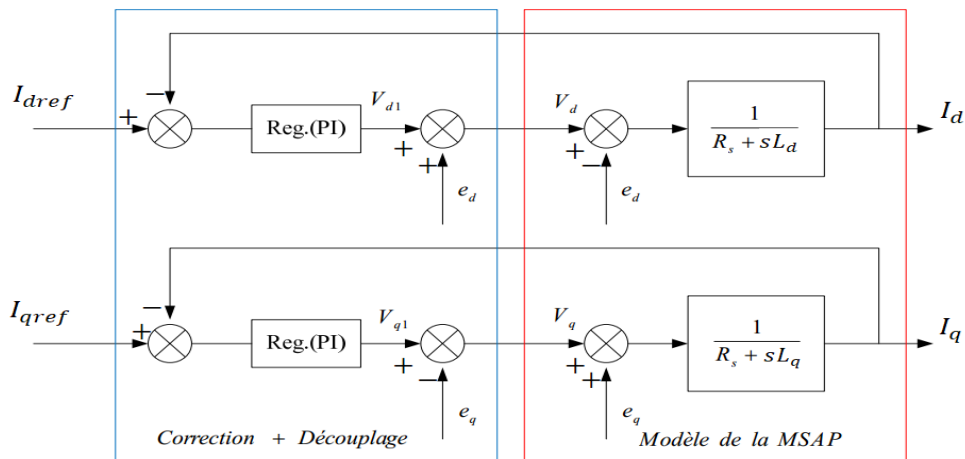 I_dref
+
−
Reg.(PI)
V_d1
+
+
e_d
V_d
+
−
e_d
1
R_s + sL_d
I_d
I_qref
+
−
Reg.(PI)
V_q1
+
−
e_q
V_q
+
+
e_q
1
R_s + sL_q
I_q
Correction + Découplage
Modèle de la MSAP